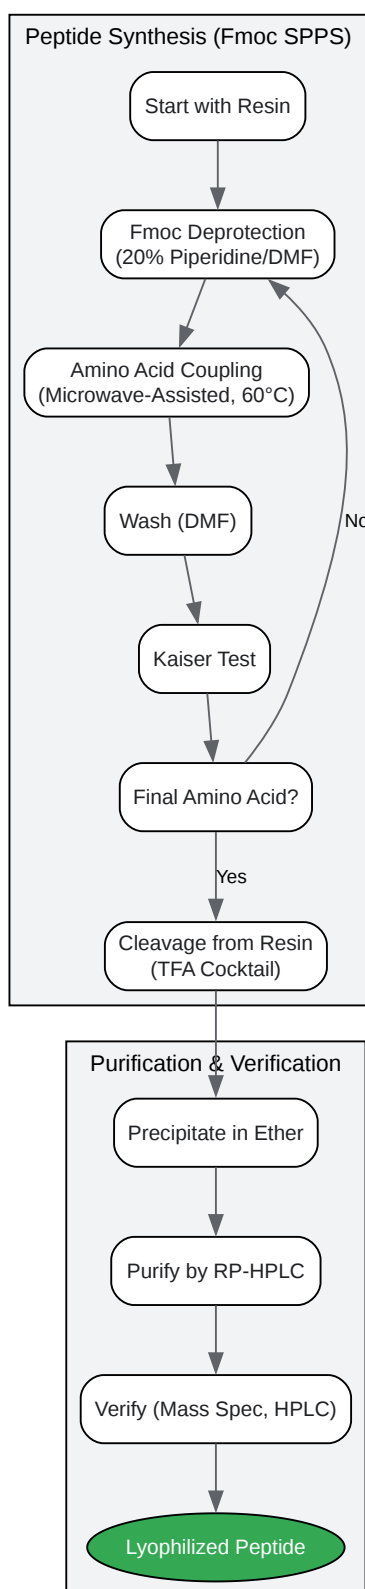 Peptide Synthesis (Fmoc SPPS)
Start with Resin
Fmoc Deprotection
(20% Piperidine/DMF)
Amino Acid Coupling
(Microwave-Assisted, 60°C)
Wash (DMF)
No
Kaiser Test
Final Amino Acid?
Yes
Cleavage from Resin
(TFA Cocktail)
Purification & Verification
Precipitate in Ether
Purify by RP-HPLC
Verify (Mass Spec, HPLC)
Lyophilized Peptide